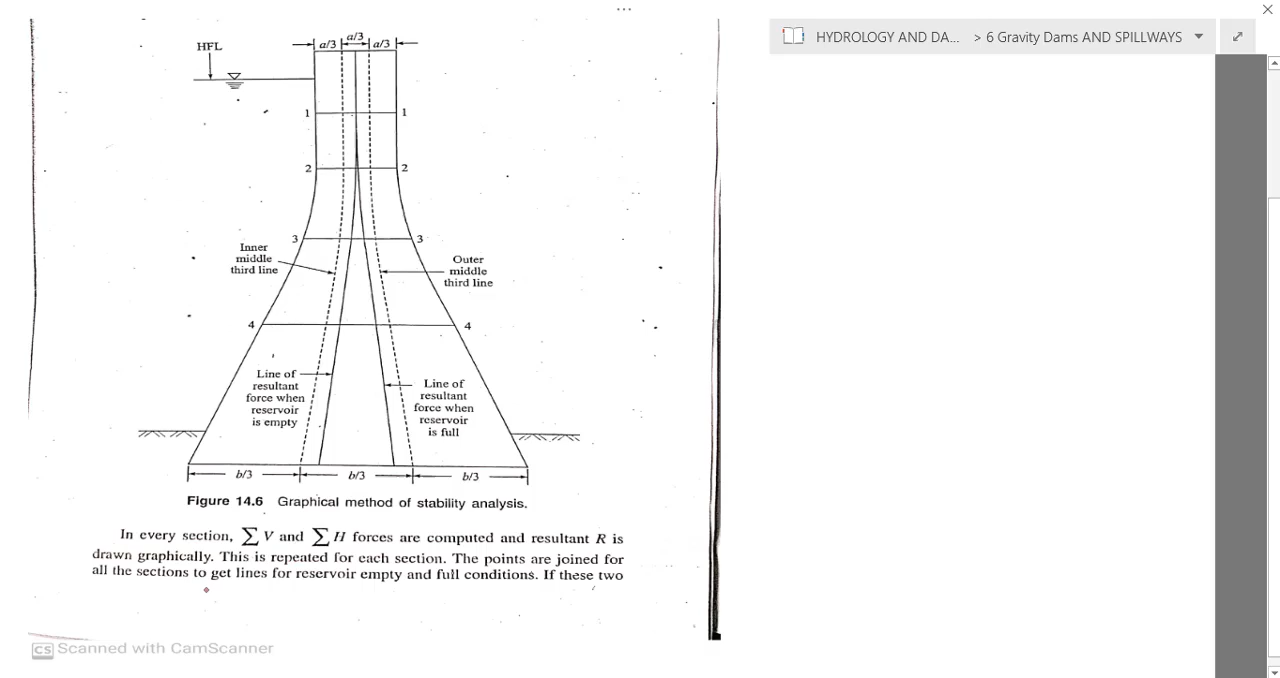 ...
HYDROLOGY AND DA... > 6 Gravity Dams AND SPILLWAYS
HFL
a/3
a/3
a/3
1
1
2
2
3
3
Inner
middle
third line
Outer
middle
third line
4
4
Line of
resultant
force when
reservoir
is empty
Line of
resultant
force when
reservoir
is full
b/3
b/3
b/3
Figure 14.6 Graphical method of stability analysis.
In every section, ∑ V and ∑ H forces are computed and resultant R is
drawn graphically. This is repeated for each section. The points are joined for
all the sections to get lines for reservoir empty and full conditions. If these two
CS Scanned with CamScanner